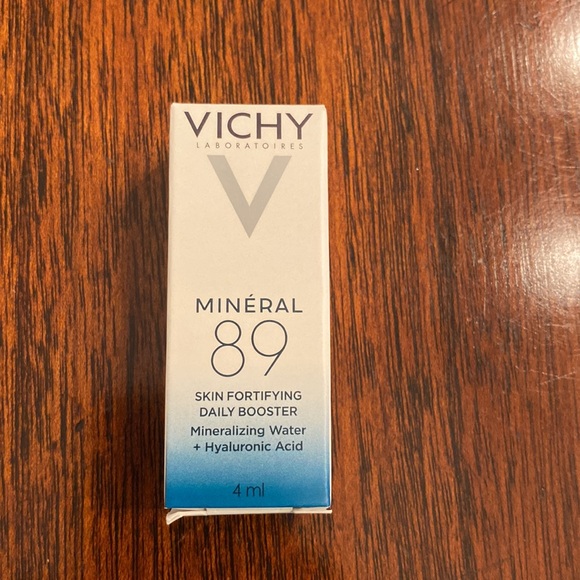 VICHY
LABORATOIRES
V
MINÉRAL
89
SKIN FORTIFYING
DAILY BOOSTER
Mineralizing Water
+ Hyaluronic Acid
4 ml